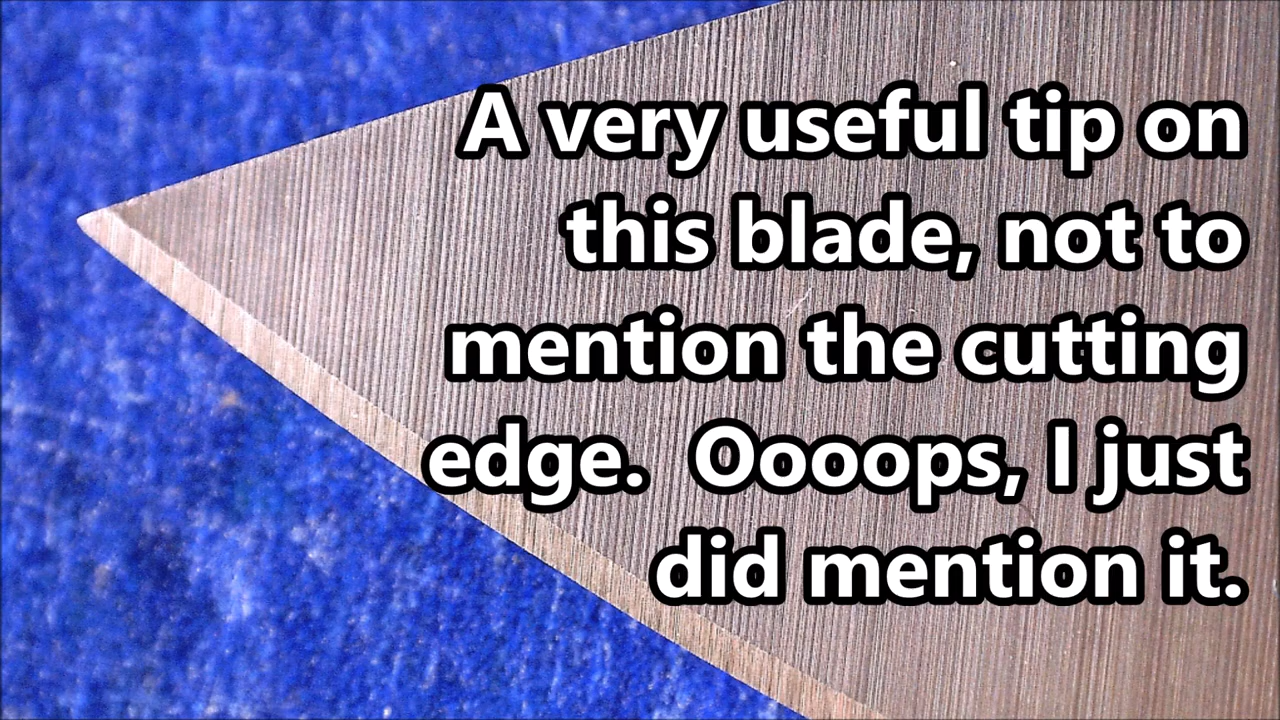 A very useful tip on
this blade, not to
mention the cutting
edge.  Oooops, I just
did mention it.